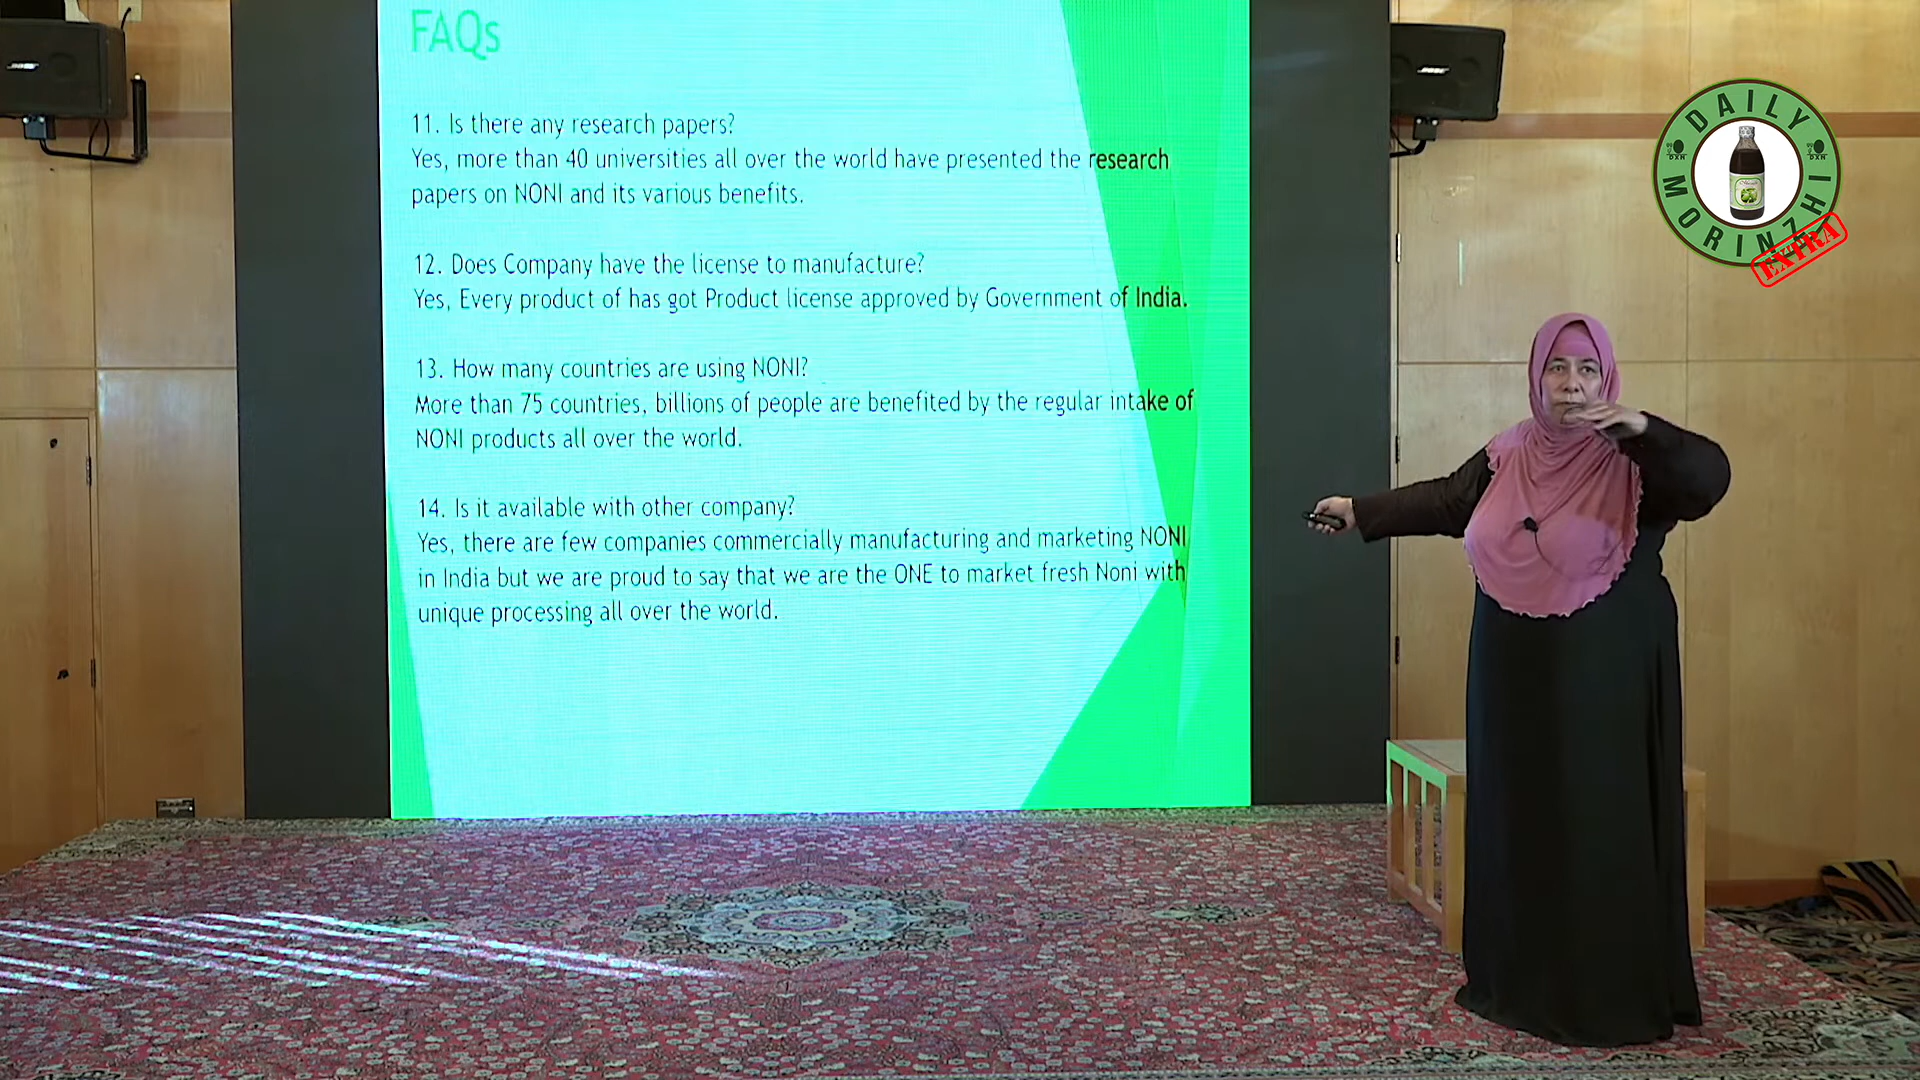 FAQs
11. Is there any research papers?
Yes, more than 40 universities all over the world have presented the research
papers on NONI and its various benefits.
12. Does Company have the license to manufacture?
Yes, Every product of has got Product license approved by Government of India.
13. How many countries are using NONI?
More than 75 countries, billions of people are benefited by the regular intake of
NONI products all over the world.
14. Is it available with other company?
Yes, there are few companies commercially manufacturing and marketing NONI
in India but we are proud to say that we are the ONE to market fresh Noni with
unique processing all over the world.
BOSE
BOSE
DAILY
DXN
DXN
MORINZHI
EXTRA